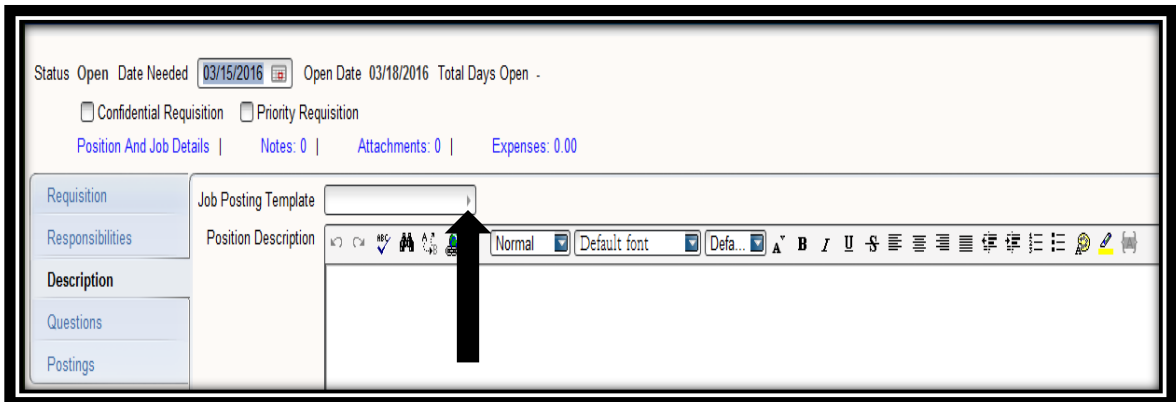 Status Open Date Needed 03/15/2016 Open Date 03/18/2016 Total Days Open -
Confidential Requisition Priority Requisition
Position And Job Details | Notes: 0 | Attachments: 0 | Expenses: 0.00
Requisition
Job Posting Template
Responsibilities
Position Description
ABC Normal Default font Defa... A B I U S
Description
Questions
Postings